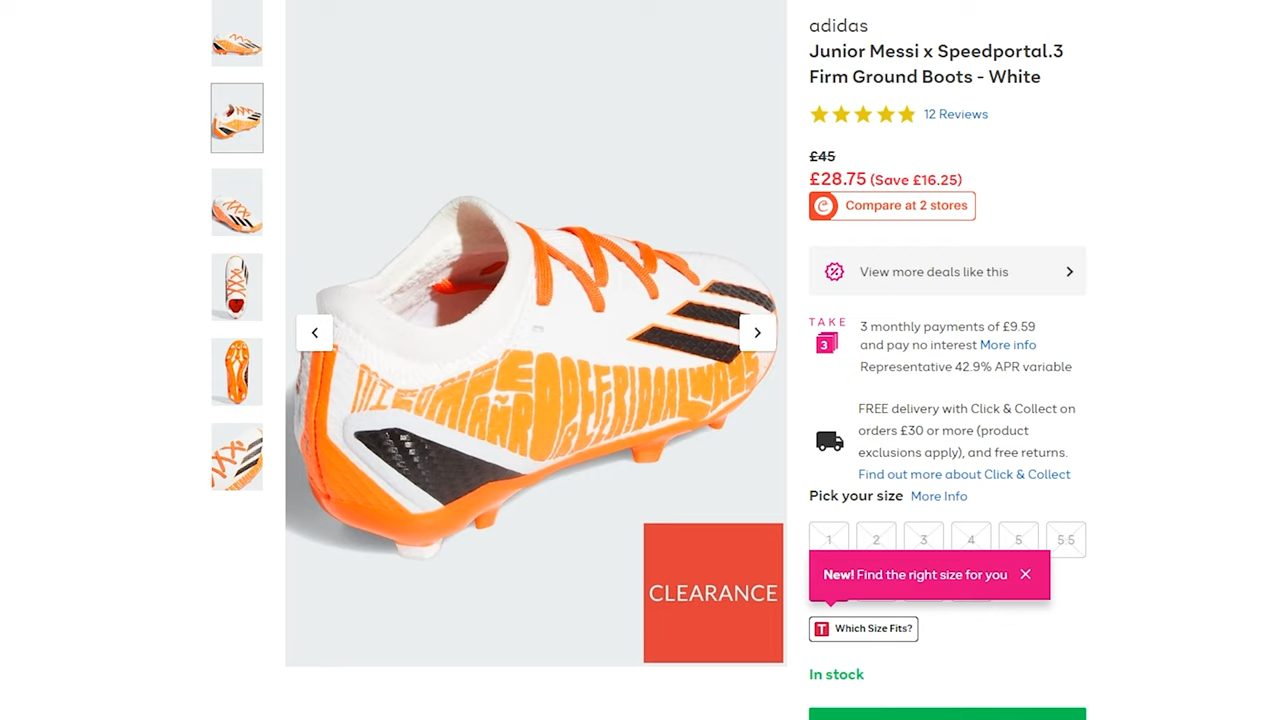 adidas
Junior Messi x Speedportal.3
Firm Ground Boots - White
12 Reviews
£45
£28.75 (Save £16.25)
Compare at 2 stores
View more deals like this
TAKE
3
3 monthly payments of £9.59
and pay no interest More info
Representative 42.9% APR variable
FREE delivery with Click & Collect on
orders £30 or more (product
exclusions apply), and free returns.
Find out more about Click & Collect
Pick your size More Info
1 2 3 4 5 5.5
New! Find the right size for you
T Which Size Fits?
In stock
CLEARANCE